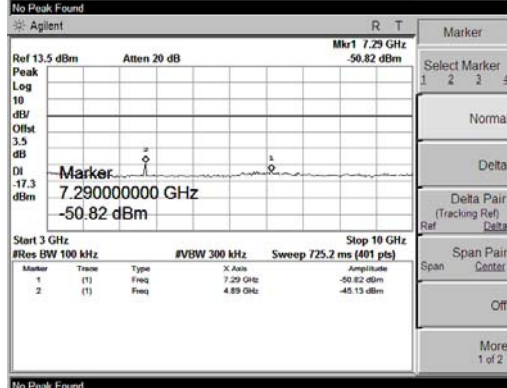 No Peak Found
Agilent R T
Mkr1 7.29 GHz
Ref 13.5 dBm Atten 20 dB -50.82 dBm
Peak
Log
10
dB/
Offst
3.5
dB
DI
-17.3
dBm
2
1
Marker
7.290000000 GHz
-50.82 dBm
Start 3 GHz Stop 10 GHz
#Res BW 100 kHz #VBW 300 kHz Sweep 725.2 ms (401 pts)
Marker Trace Type X Axis Amplitude
1 (1) Freq 7.29 GHz -50.82 dBm
2 (1) Freq 4.89 GHz -45.13 dBm
Marker
Select Marker
1 2 3 4
Normal
Delta
Delta Pair
(Tracking Ref)
Ref Delta
Span Pair
Span Center
Off
More
1 of 2
No Peak Found